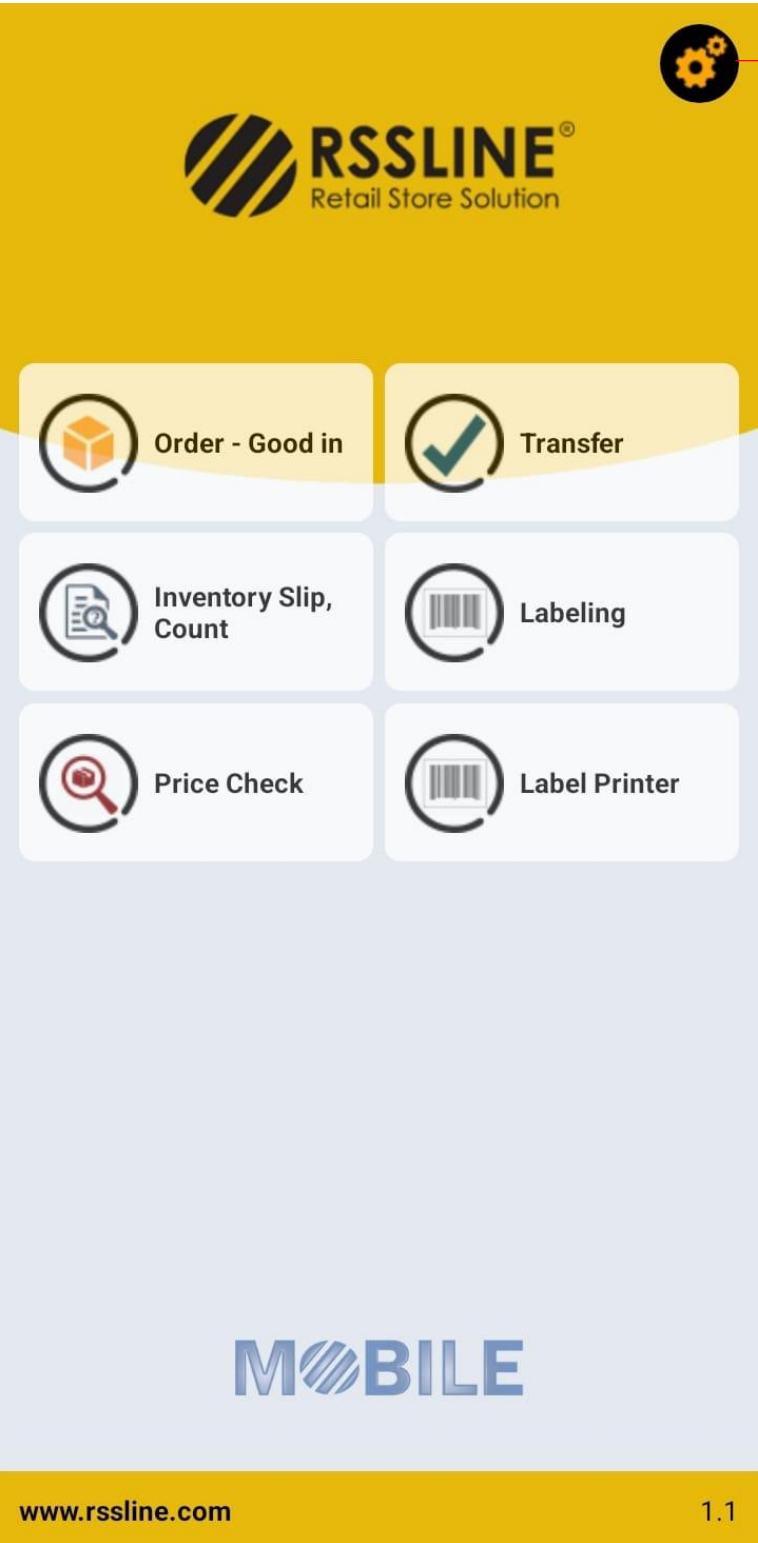 RSSLINE®
Retail Store Solution
Order - Good in
Transfer
Inventory Slip,
Count
Labeling
Price Check
Label Printer
MOBILE
www.rssline.com
1.1